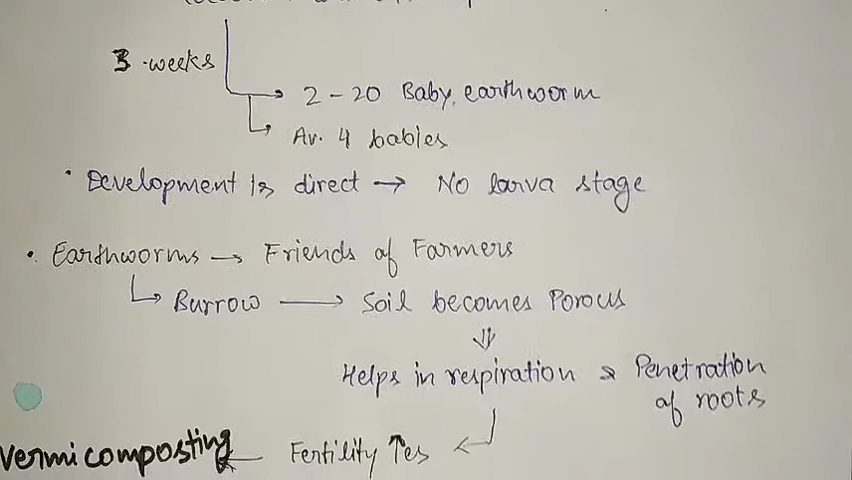 3 weeks
→ 2 - 20 Baby earthworm
→ Av. 4 babies
• Development is direct → No larva stage
• Earthworms → Friends of Farmers
→ Burrow → Soil becomes Porous
⇓
Helps in respiration & Penetration of roots
Vermicomposting ← Fertility ↑es ←